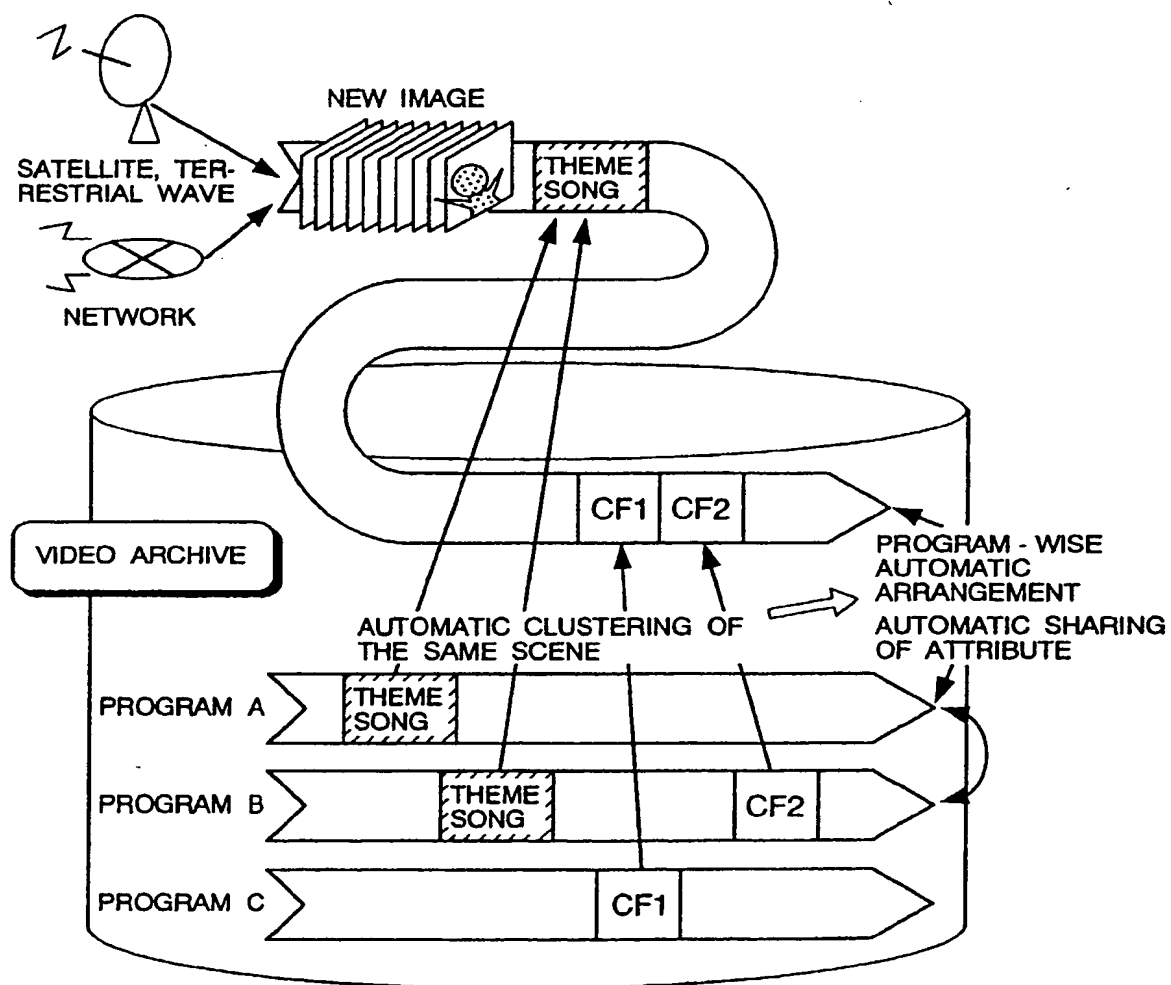 NEW IMAGE
SATELLITE, TER-
RESTRIAL WAVE
THEME
SONG
NETWORK
CF1 CF2
VIDEO ARCHIVE
PROGRAM - WISE
AUTOMATIC
ARRANGEMENT
AUTOMATIC SHARING
OF ATTRIBUTE
AUTOMATIC CLUSTERING OF
THE SAME SCENE
PROGRAM A
THEME
SONG
PROGRAM B
THEME
SONG
CF2
PROGRAM C
CF1